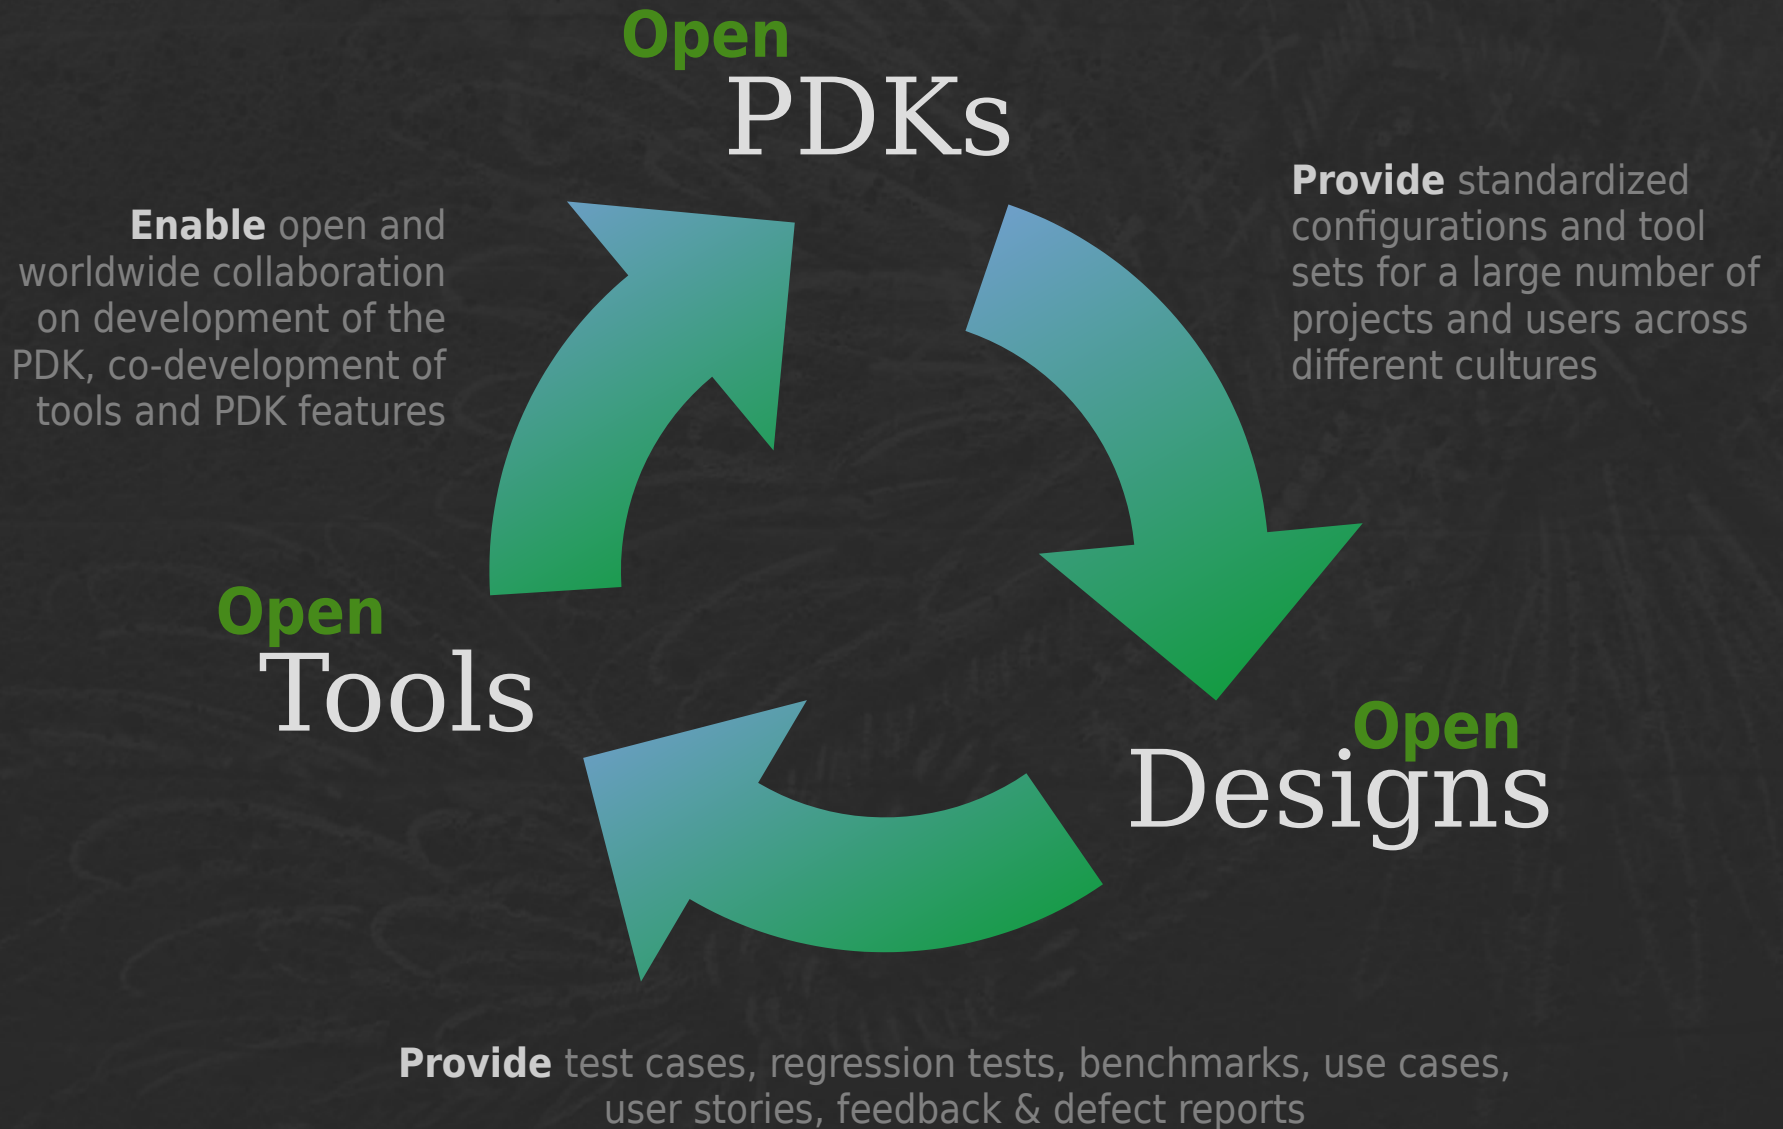 Open
PDKs
Enable open and
worldwide collaboration
on development of the
PDK, co-development of
tools and PDK features
Provide standardized
configurations and tool
sets for a large number of
projects and users across
different cultures
Open
Tools
Open
Designs
Provide test cases, regression tests, benchmarks, use cases,
user stories, feedback & defect reports